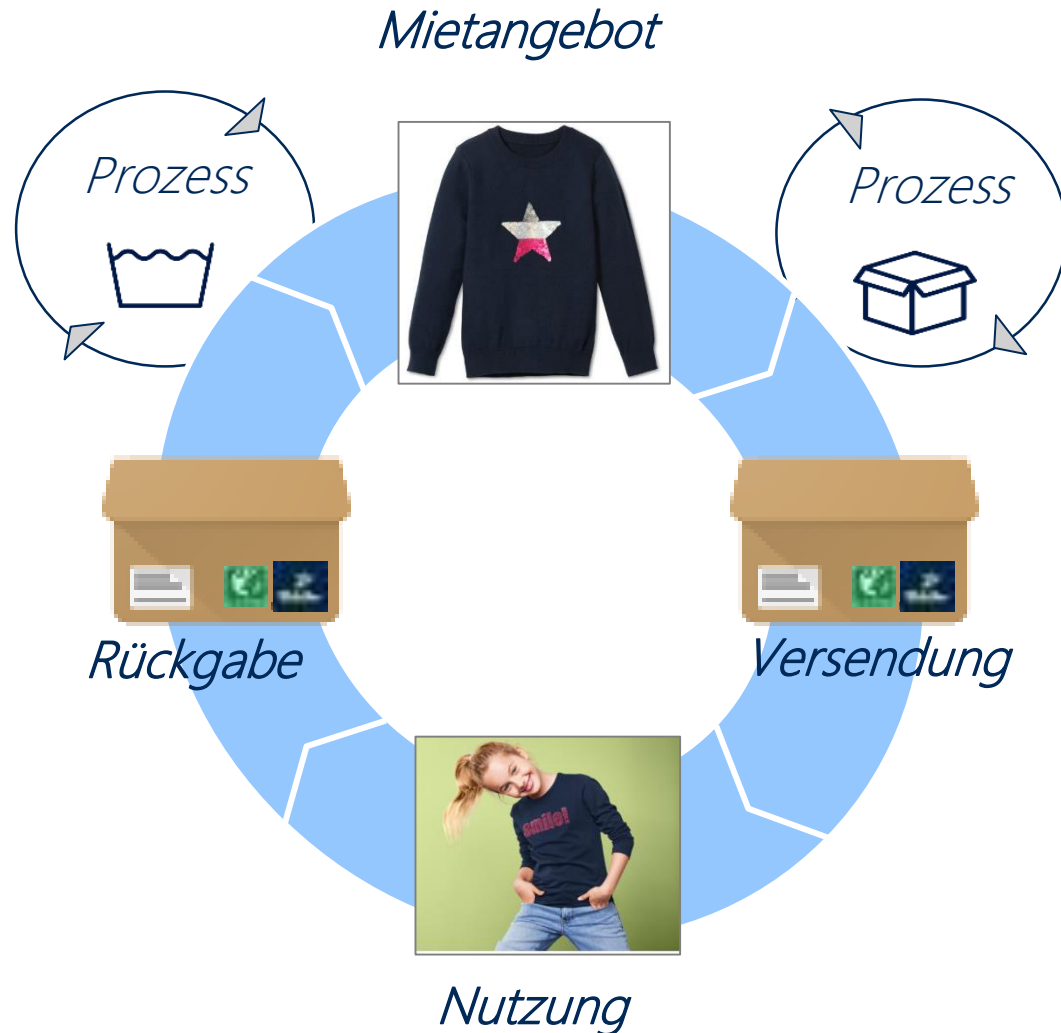 Mietangebot
Prozess
Prozess
Rückgabe
Versendung
smile!
Nutzung